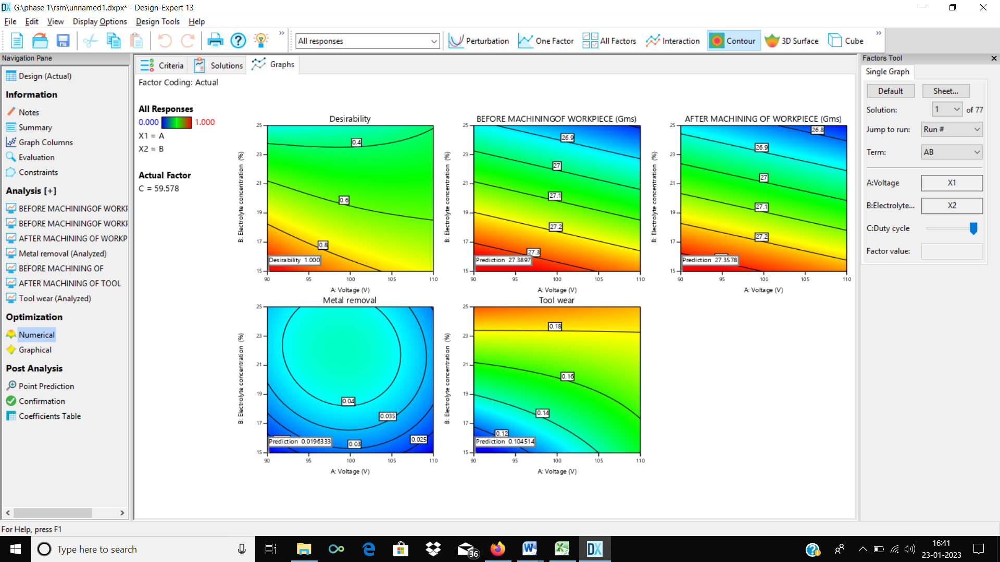 G:\phase 1\rsm\unnamed1.dxpx* - Design-Expert 13
File Edit View Display Options Design Tools Help
All responses
Perturbation One Factor All Factors Interaction Contour 3D Surface Cube
Navigation Pane
Design (Actual)
Information
Notes
Summary
Graph Columns
Evaluation
Constraints
Analysis [+]
BEFORE MACHININGOF WORKF
BEFORE MACHININGOF WORKF
AFTER MACHINING OF WORKP
Metal removal (Analyzed)
BEFORE MACHINING OF
AFTER MACHINING OF TOOL
Tool wear (Analyzed)
Optimization
Numerical
Graphical
Post Analysis
Point Prediction
Confirmation
Coefficients Table
Criteria Solutions Graphs
Factor Coding: Actual
All Responses
0.000 1.000
X1 = A
X2 = B
Actual Factor
C = 59.578
Desirability
B: Electrolyte concentration (%)
25
23
21
19
17
15
0.4
0.6
0.8
Desirability 1.000
90 95 100 105 110
A: Voltage (V)
BEFORE MACHININGOF WORKPIECE (Gms)
B: Electrolyte concentration (%)
25
23
21
19
17
15
26.9
27
27.1
27.2
27.3
Prediction 27.3897
90 95 100 105 110
A: Voltage (V)
AFTER MACHINING OF WORKPIECE (Gms)
B: Electrolyte concentration (%)
25
23
21
19
17
15
26.8
26.9
27
27.1
27.2
Prediction 27.3578
90 95 100 105 110
A: Voltage (V)
Metal removal
B: Electrolyte concentration (%)
25
23
21
19
17
15
0.04
0.035
0.025
0.03
Prediction 0.0196333
90 95 100 105 110
A: Voltage (V)
Tool wear
B: Electrolyte concentration (%)
25
23
21
19
17
15
0.18
0.16
0.14
0.12
Prediction 0.104514
90 95 100 105 110
A: Voltage (V)
Factors Tool
Single Graph
Default Sheet...
Solution: 1 of 77
Jump to run: Run #
Term: AB
A:Voltage X1
B:Electrolyte... X2
C:Duty cycle
Factor value:
For Help, press F1
Type here to search
36
16:41
23-01-2023